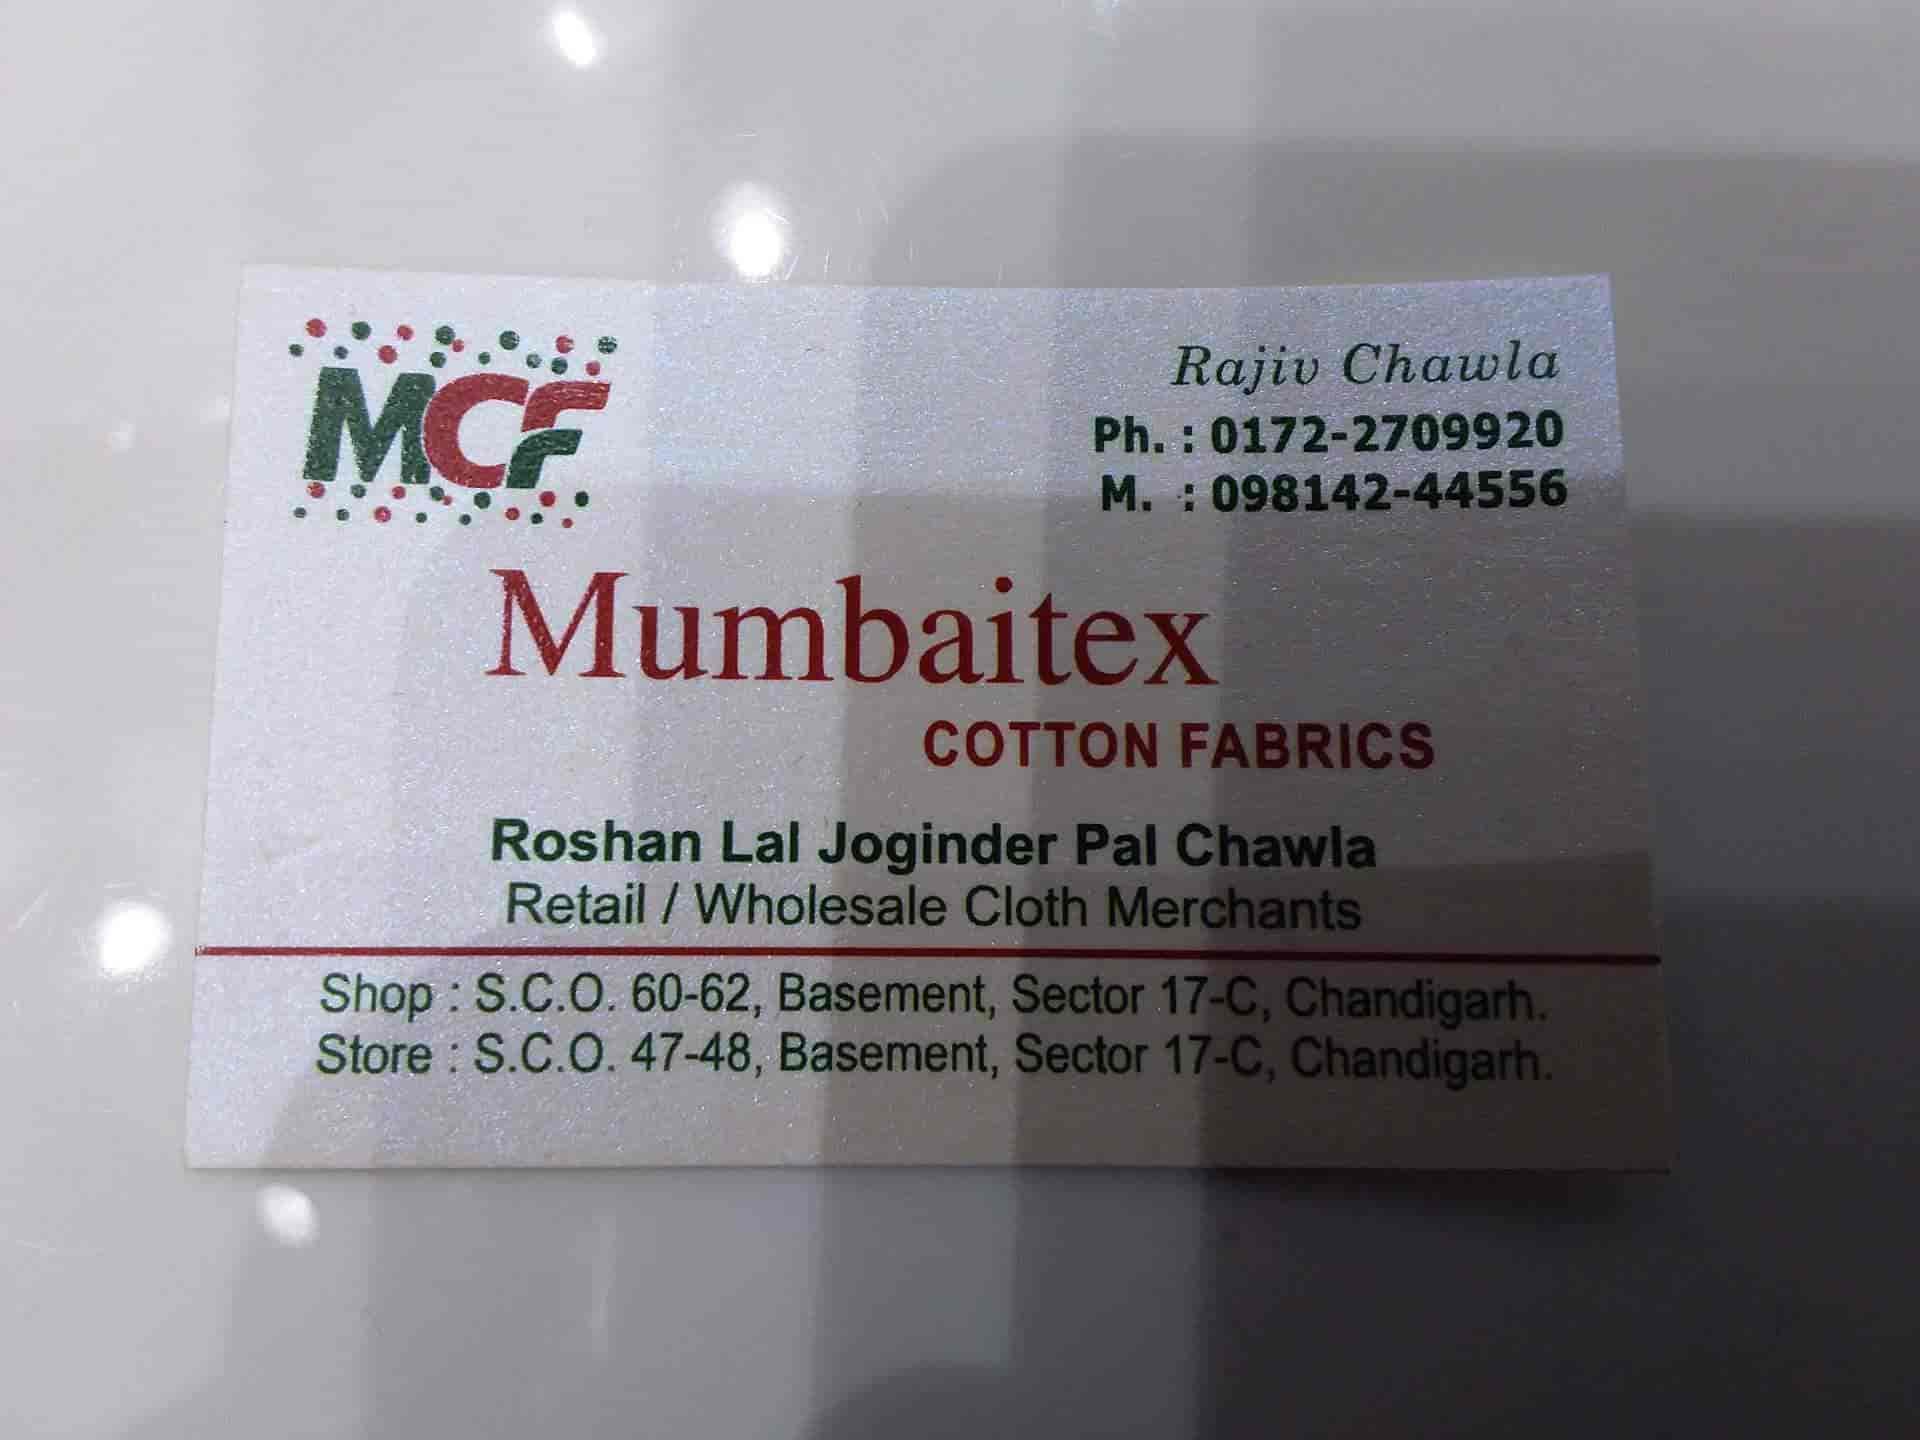 MCF
Rajiv Chawla
Ph. : 0172-2709920
M. : 098142-44556
Mumbaitex
COTTON FABRICS
Roshan Lal Joginder Pal Chawla
Retail / Wholesale Cloth Merchants
Shop : S.C.O. 60-62, Basement, Sector 17-C, Chandigarh.
Store : S.C.O. 47-48, Basement, Sector 17-C, Chandigarh.